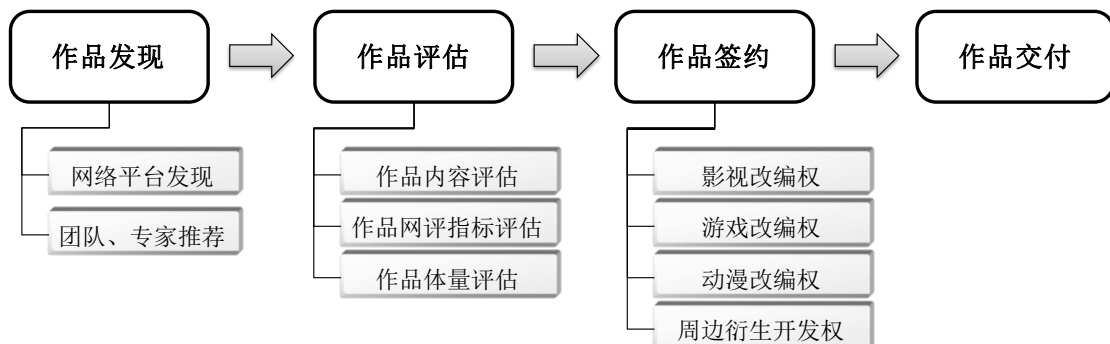 作品发现
作品评估
作品签约
作品交付
网络平台发现
团队、专家推荐
作品内容评估
作品网评指标评估
作品体量评估
影视改编权
游戏改编权
动漫改编权
周边衍生开发权